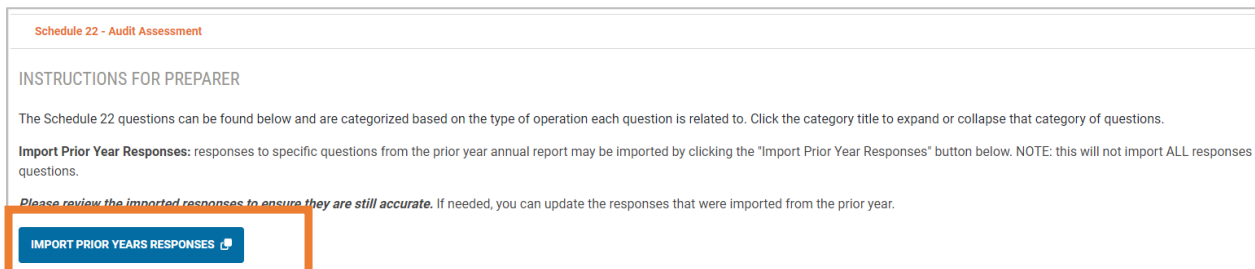 Schedule 22 - Audit Assessment
INSTRUCTIONS FOR PREPARER
The Schedule 22 questions can be found below and are categorized based on the type of operation each question is related to. Click the category title to expand or collapse that category of questions.
Import Prior Year Responses: responses to specific questions from the prior year annual report may be imported by clicking the "Import Prior Year Responses" button below. NOTE: this will not import ALL responses
questions.
Please review the imported responses to ensure they are still accurate. If needed, you can update the responses that were imported from the prior year.
IMPORT PRIOR YEARS RESPONSES